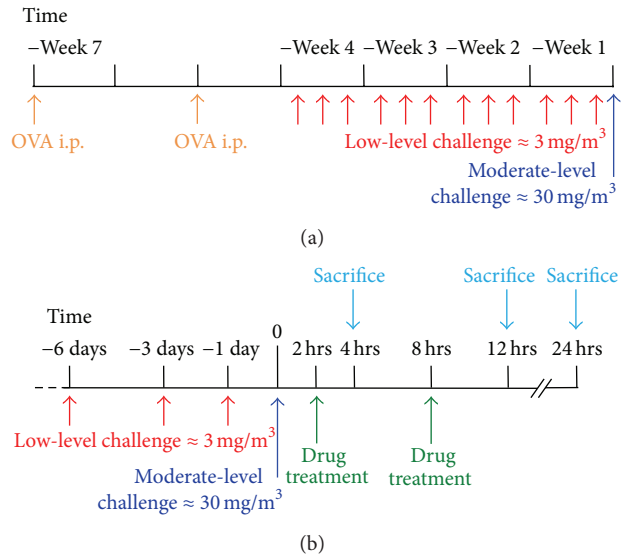 Time
−Week 7 −Week 4 −Week 3 −Week 2 −Week 1
OVA i.p. OVA i.p. Low-level challenge ≈ 3 mg/m³
Moderate-level
challenge ≈ 30 mg/m³
(a)
Sacrifice Sacrifice Sacrifice
Time
0
−6 days −3 days −1 day 2 hrs 4 hrs 8 hrs 12 hrs 24 hrs
Low-level challenge ≈ 3 mg/m³
Moderate-level
challenge ≈ 30 mg/m³
Drug
treatment
Drug
treatment
(b)